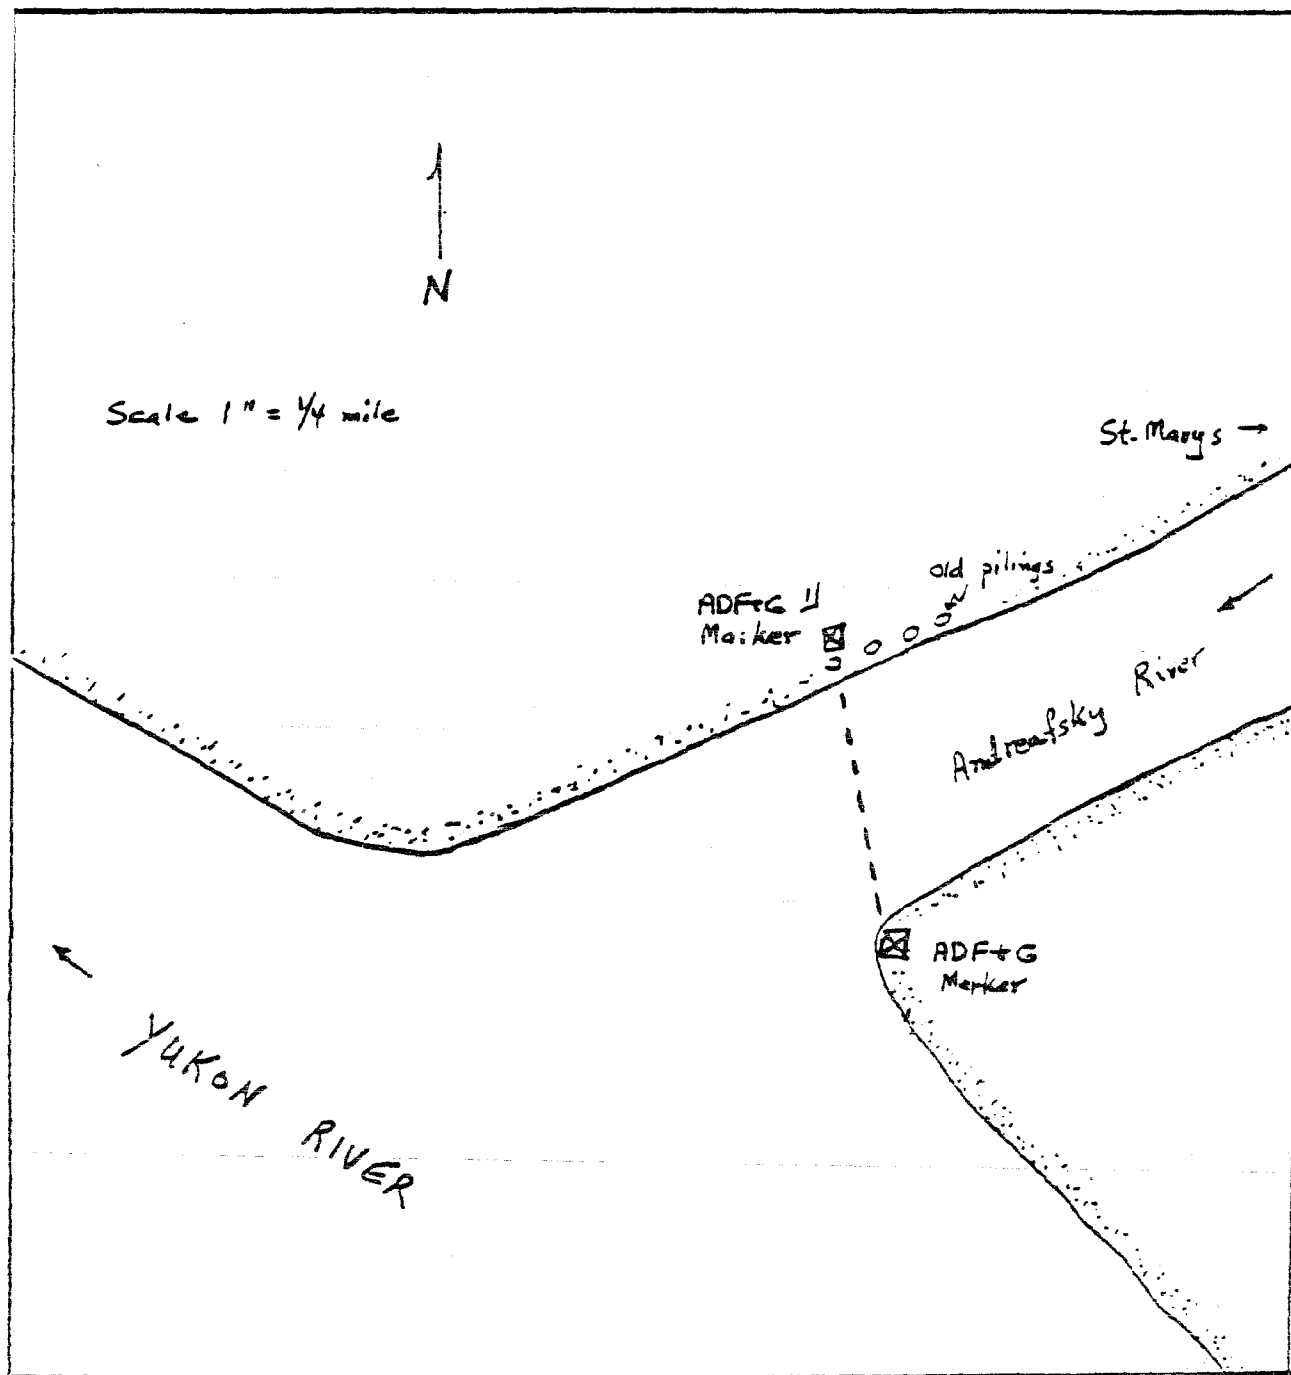 N
Scale 1" = 1/4 mile
St. Marys →
old pilings
ADF+G
Marker
Andreafsky River
ADF+G
Marker
YUKON RIVER